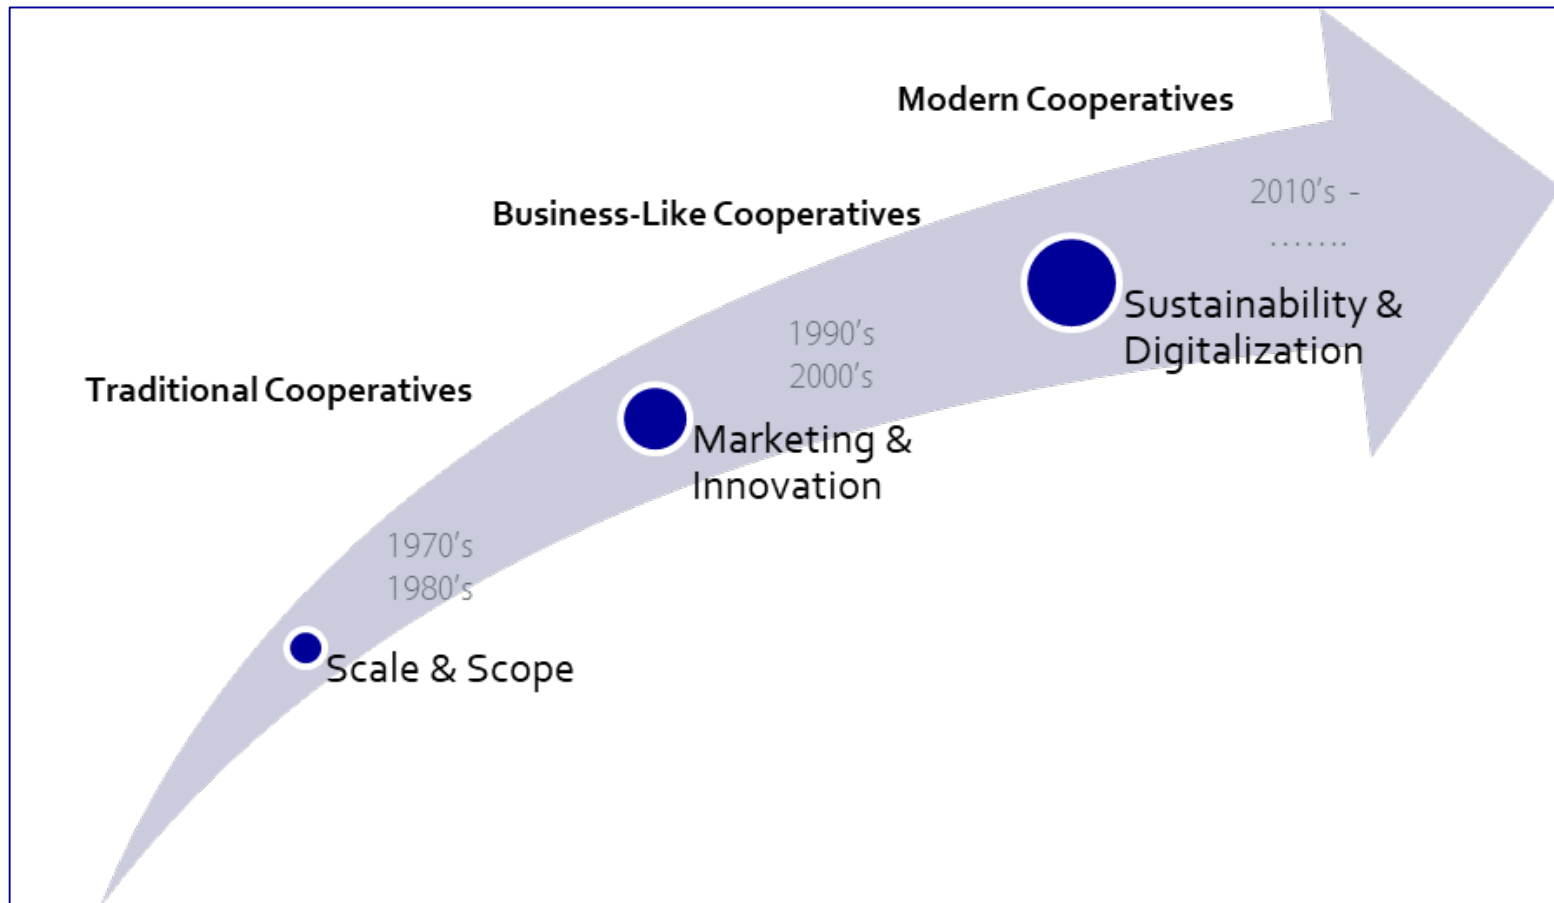 Modern Cooperatives
2010's -
.......
Business-Like Cooperatives
Sustainability &
Digitalization
1990's
2000's
Traditional Cooperatives
Marketing &
Innovation
1970's
1980's
Scale & Scope